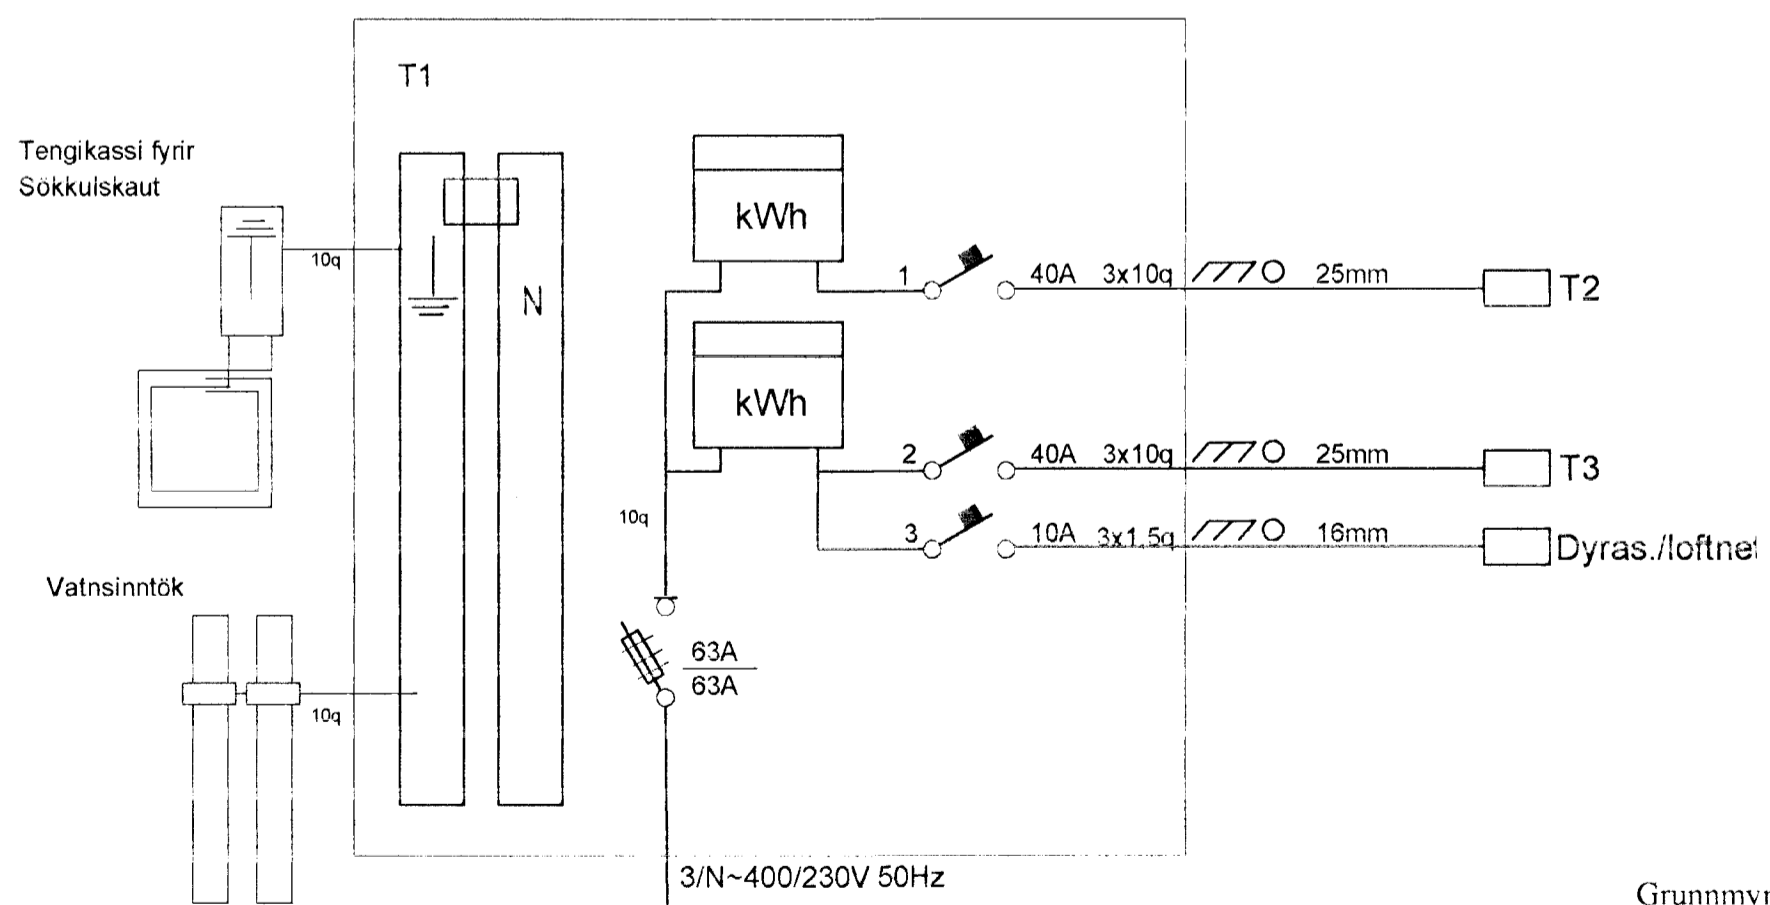 T1
Tengikassi fyrir
Sökkulskaut
10q
N
kWh
1
40A 3x10q 25mm T2
kWh
2
40A 3x10q 25mm T3
3
10A 3x1,5q 16mm Dyras./loftnet
10q
Vatnsinntök
10q
63A
63A
3/N~400/230V 50Hz
Grunnmyn